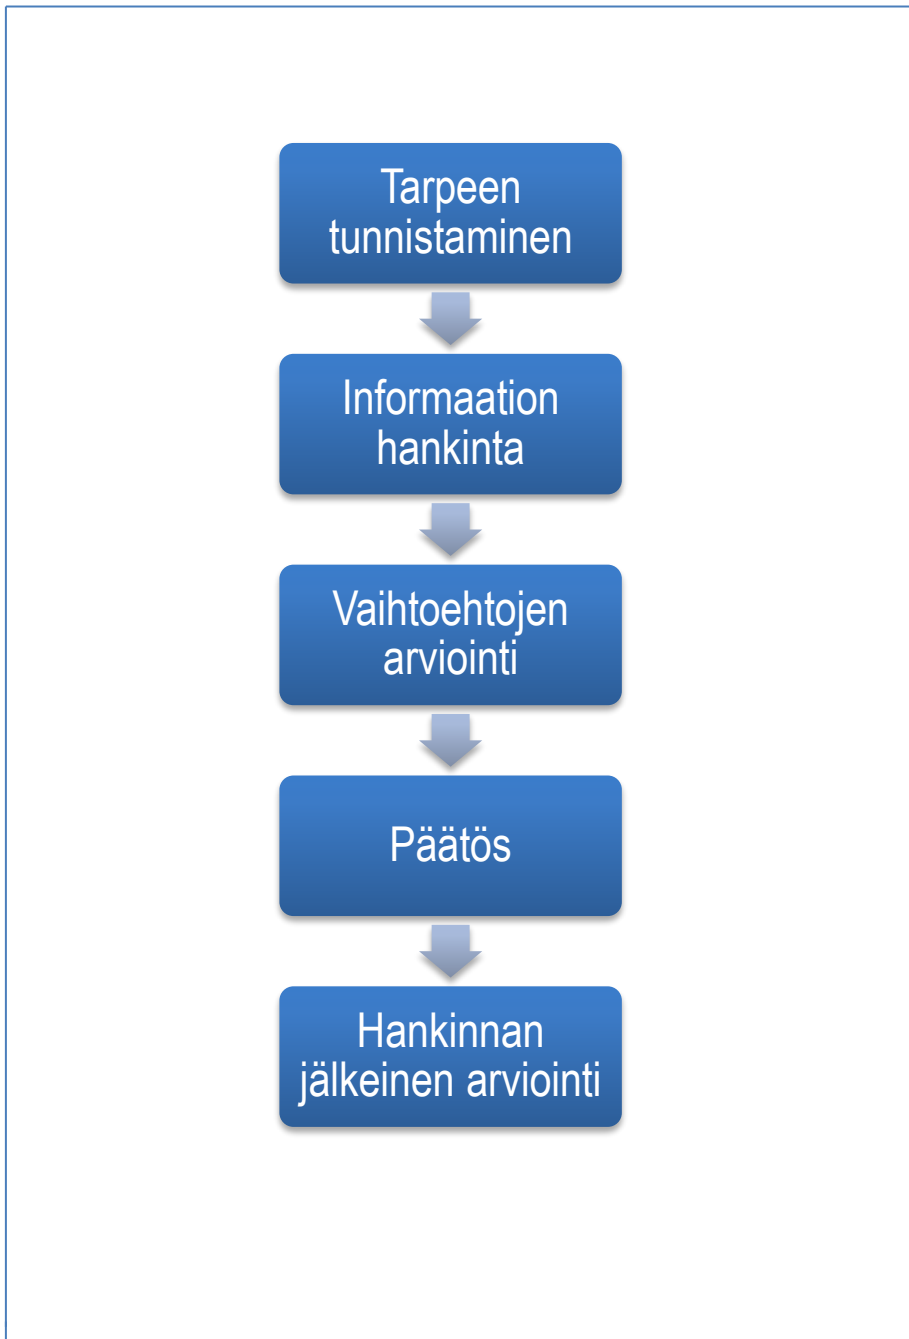 Tarpeen
tunnistaminen
Informaation
hankinta
Vaihtoehtojen
arviointi
Päätös
Hankinnan
jälkeinen arviointi